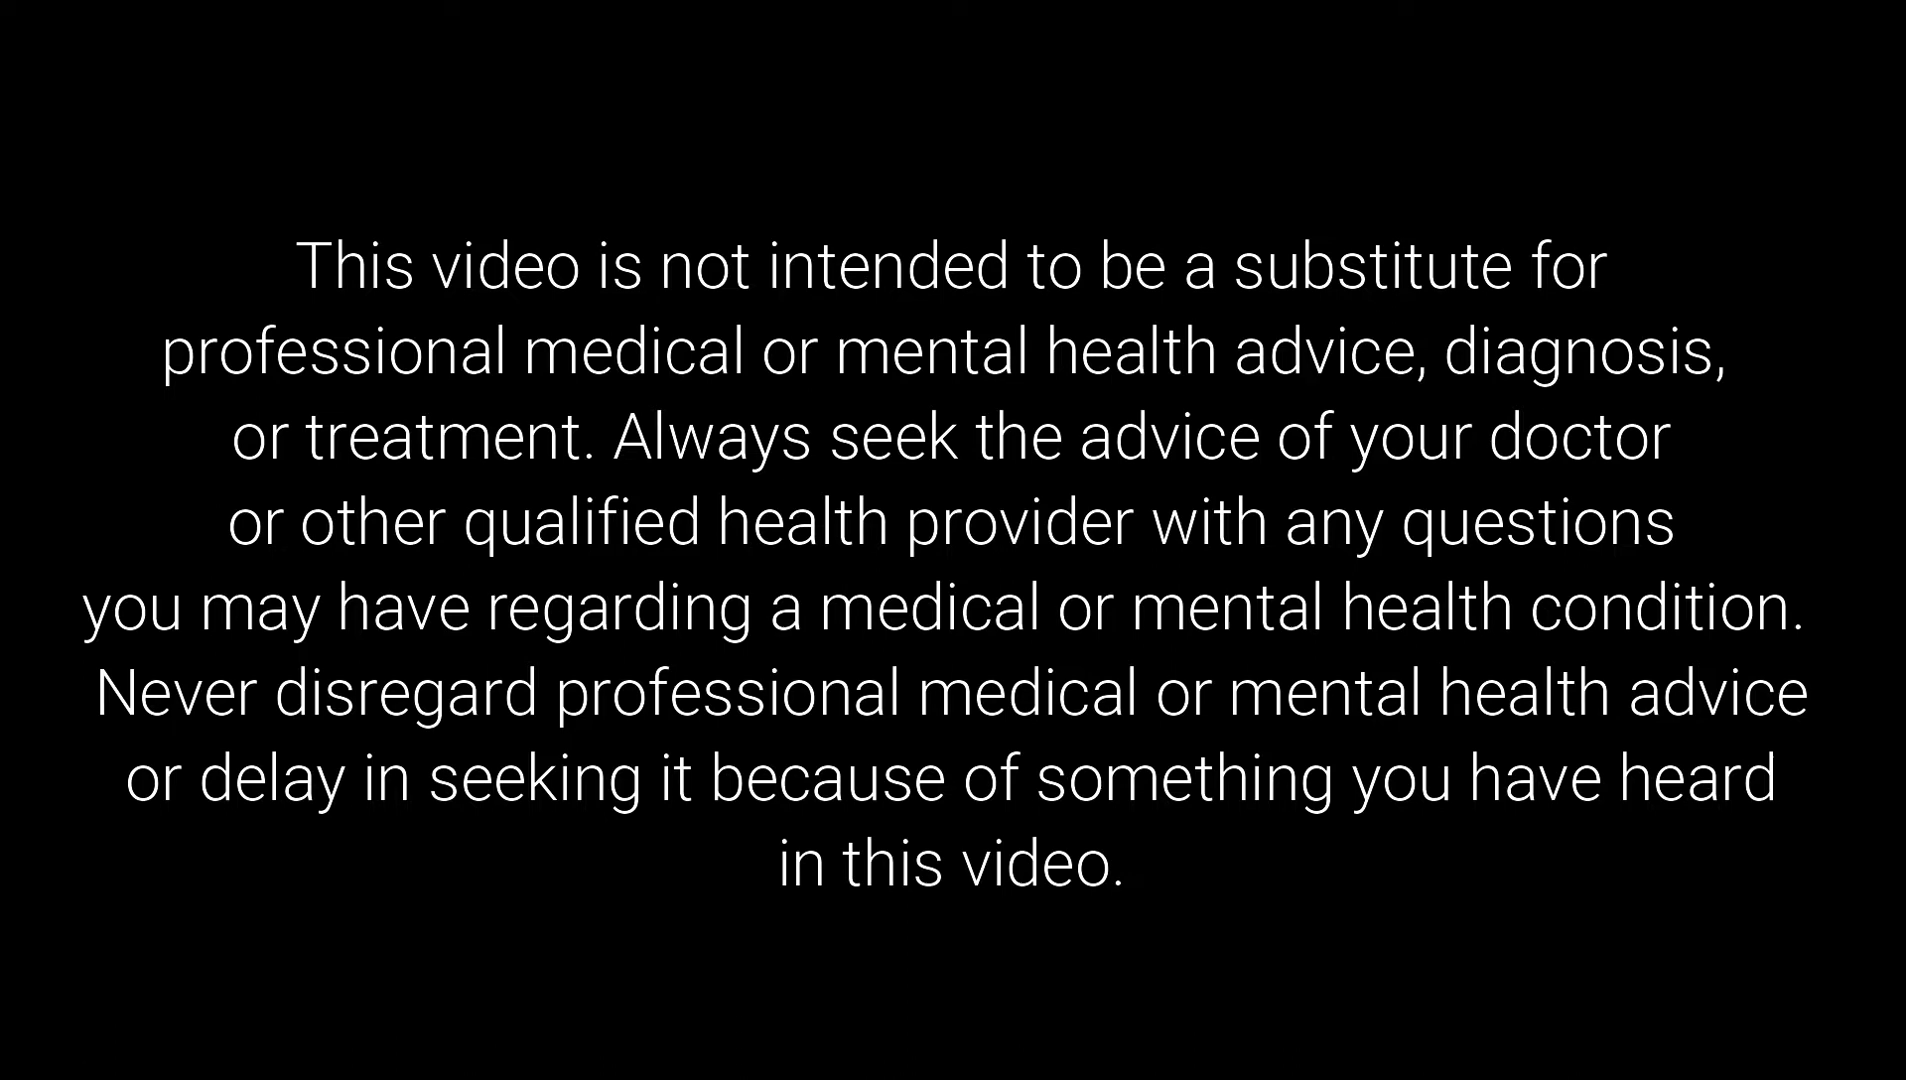 This video is not intended to be a substitute for
professional medical or mental health advice, diagnosis,
or treatment. Always seek the advice of your doctor
or other qualified health provider with any questions
you may have regarding a medical or mental health condition.
Never disregard professional medical or mental health advice
or delay in seeking it because of something you have heard
in this video.